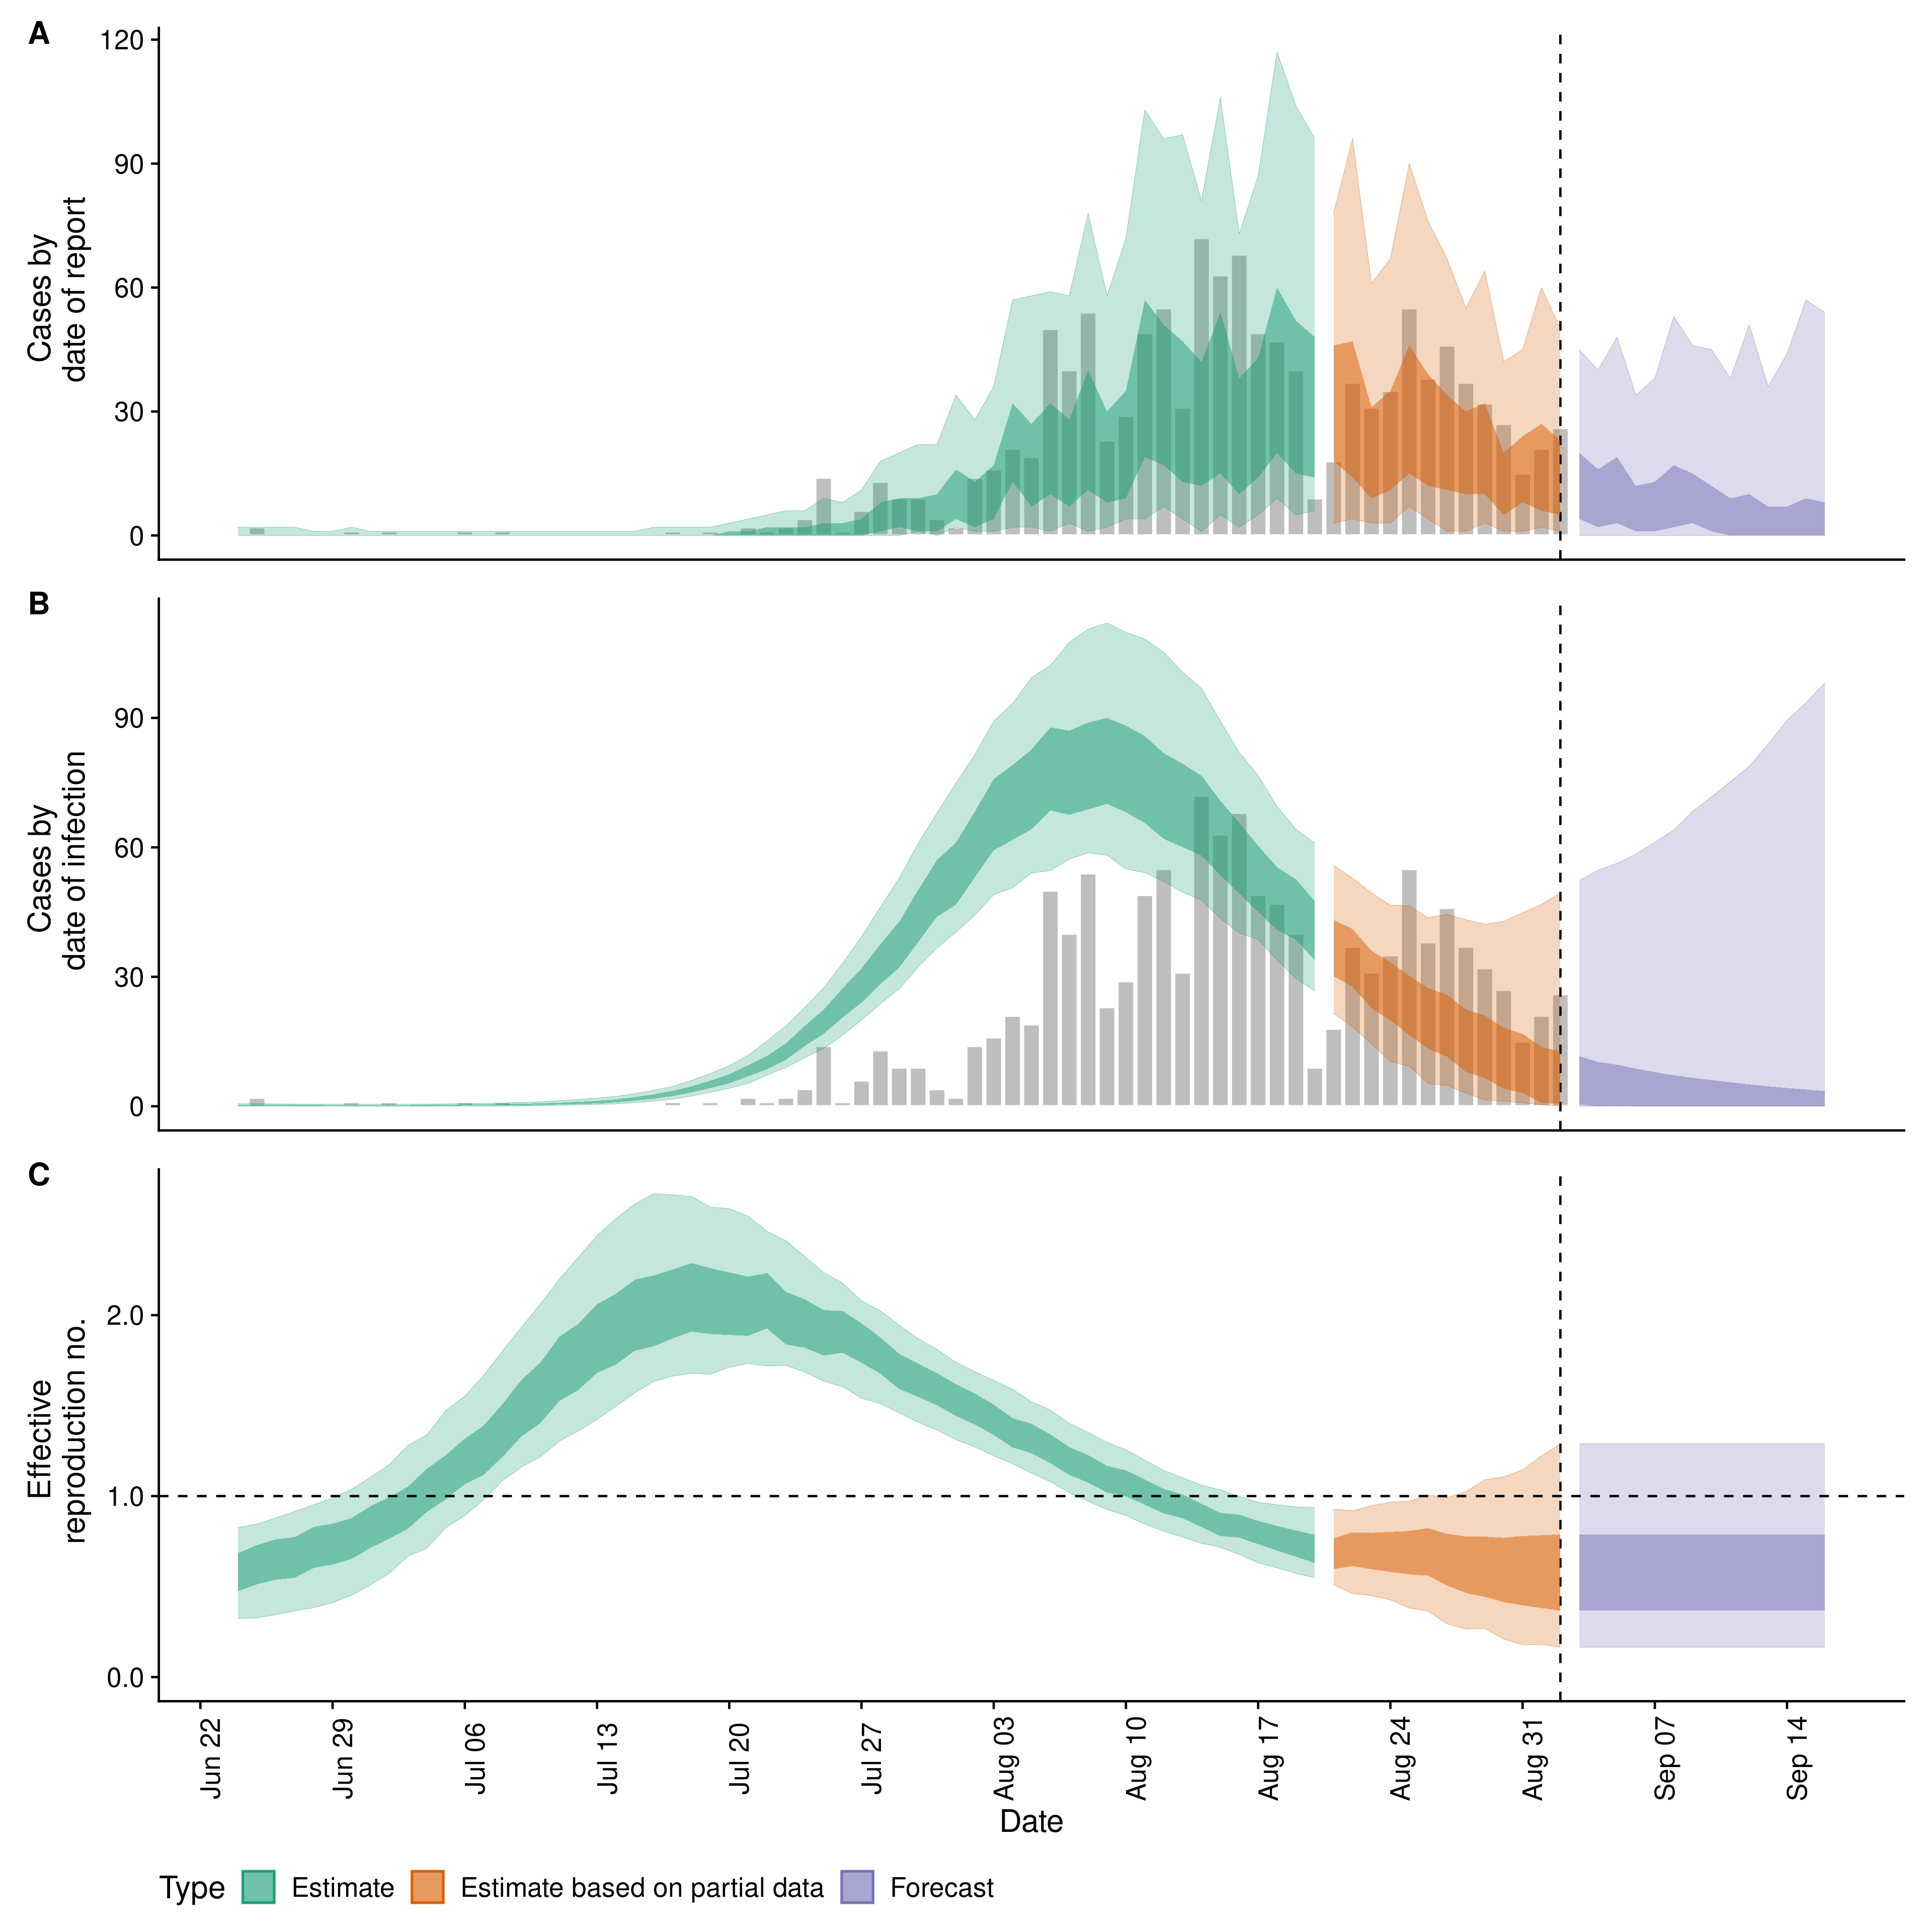 A
120
90
60
30
0
Cases by
date of report
B
90
60
30
0
Cases by
date of infection
C
2.0
1.0
0.0
Effective
reproduction no.
Jun 22
Jun 29
Jul 06
Jul 13
Jul 20
Jul 27
Aug 03
Aug 10
Aug 17
Aug 24
Aug 31
Sep 07
Sep 14
Date
Type Estimate Estimate based on partial data Forecast